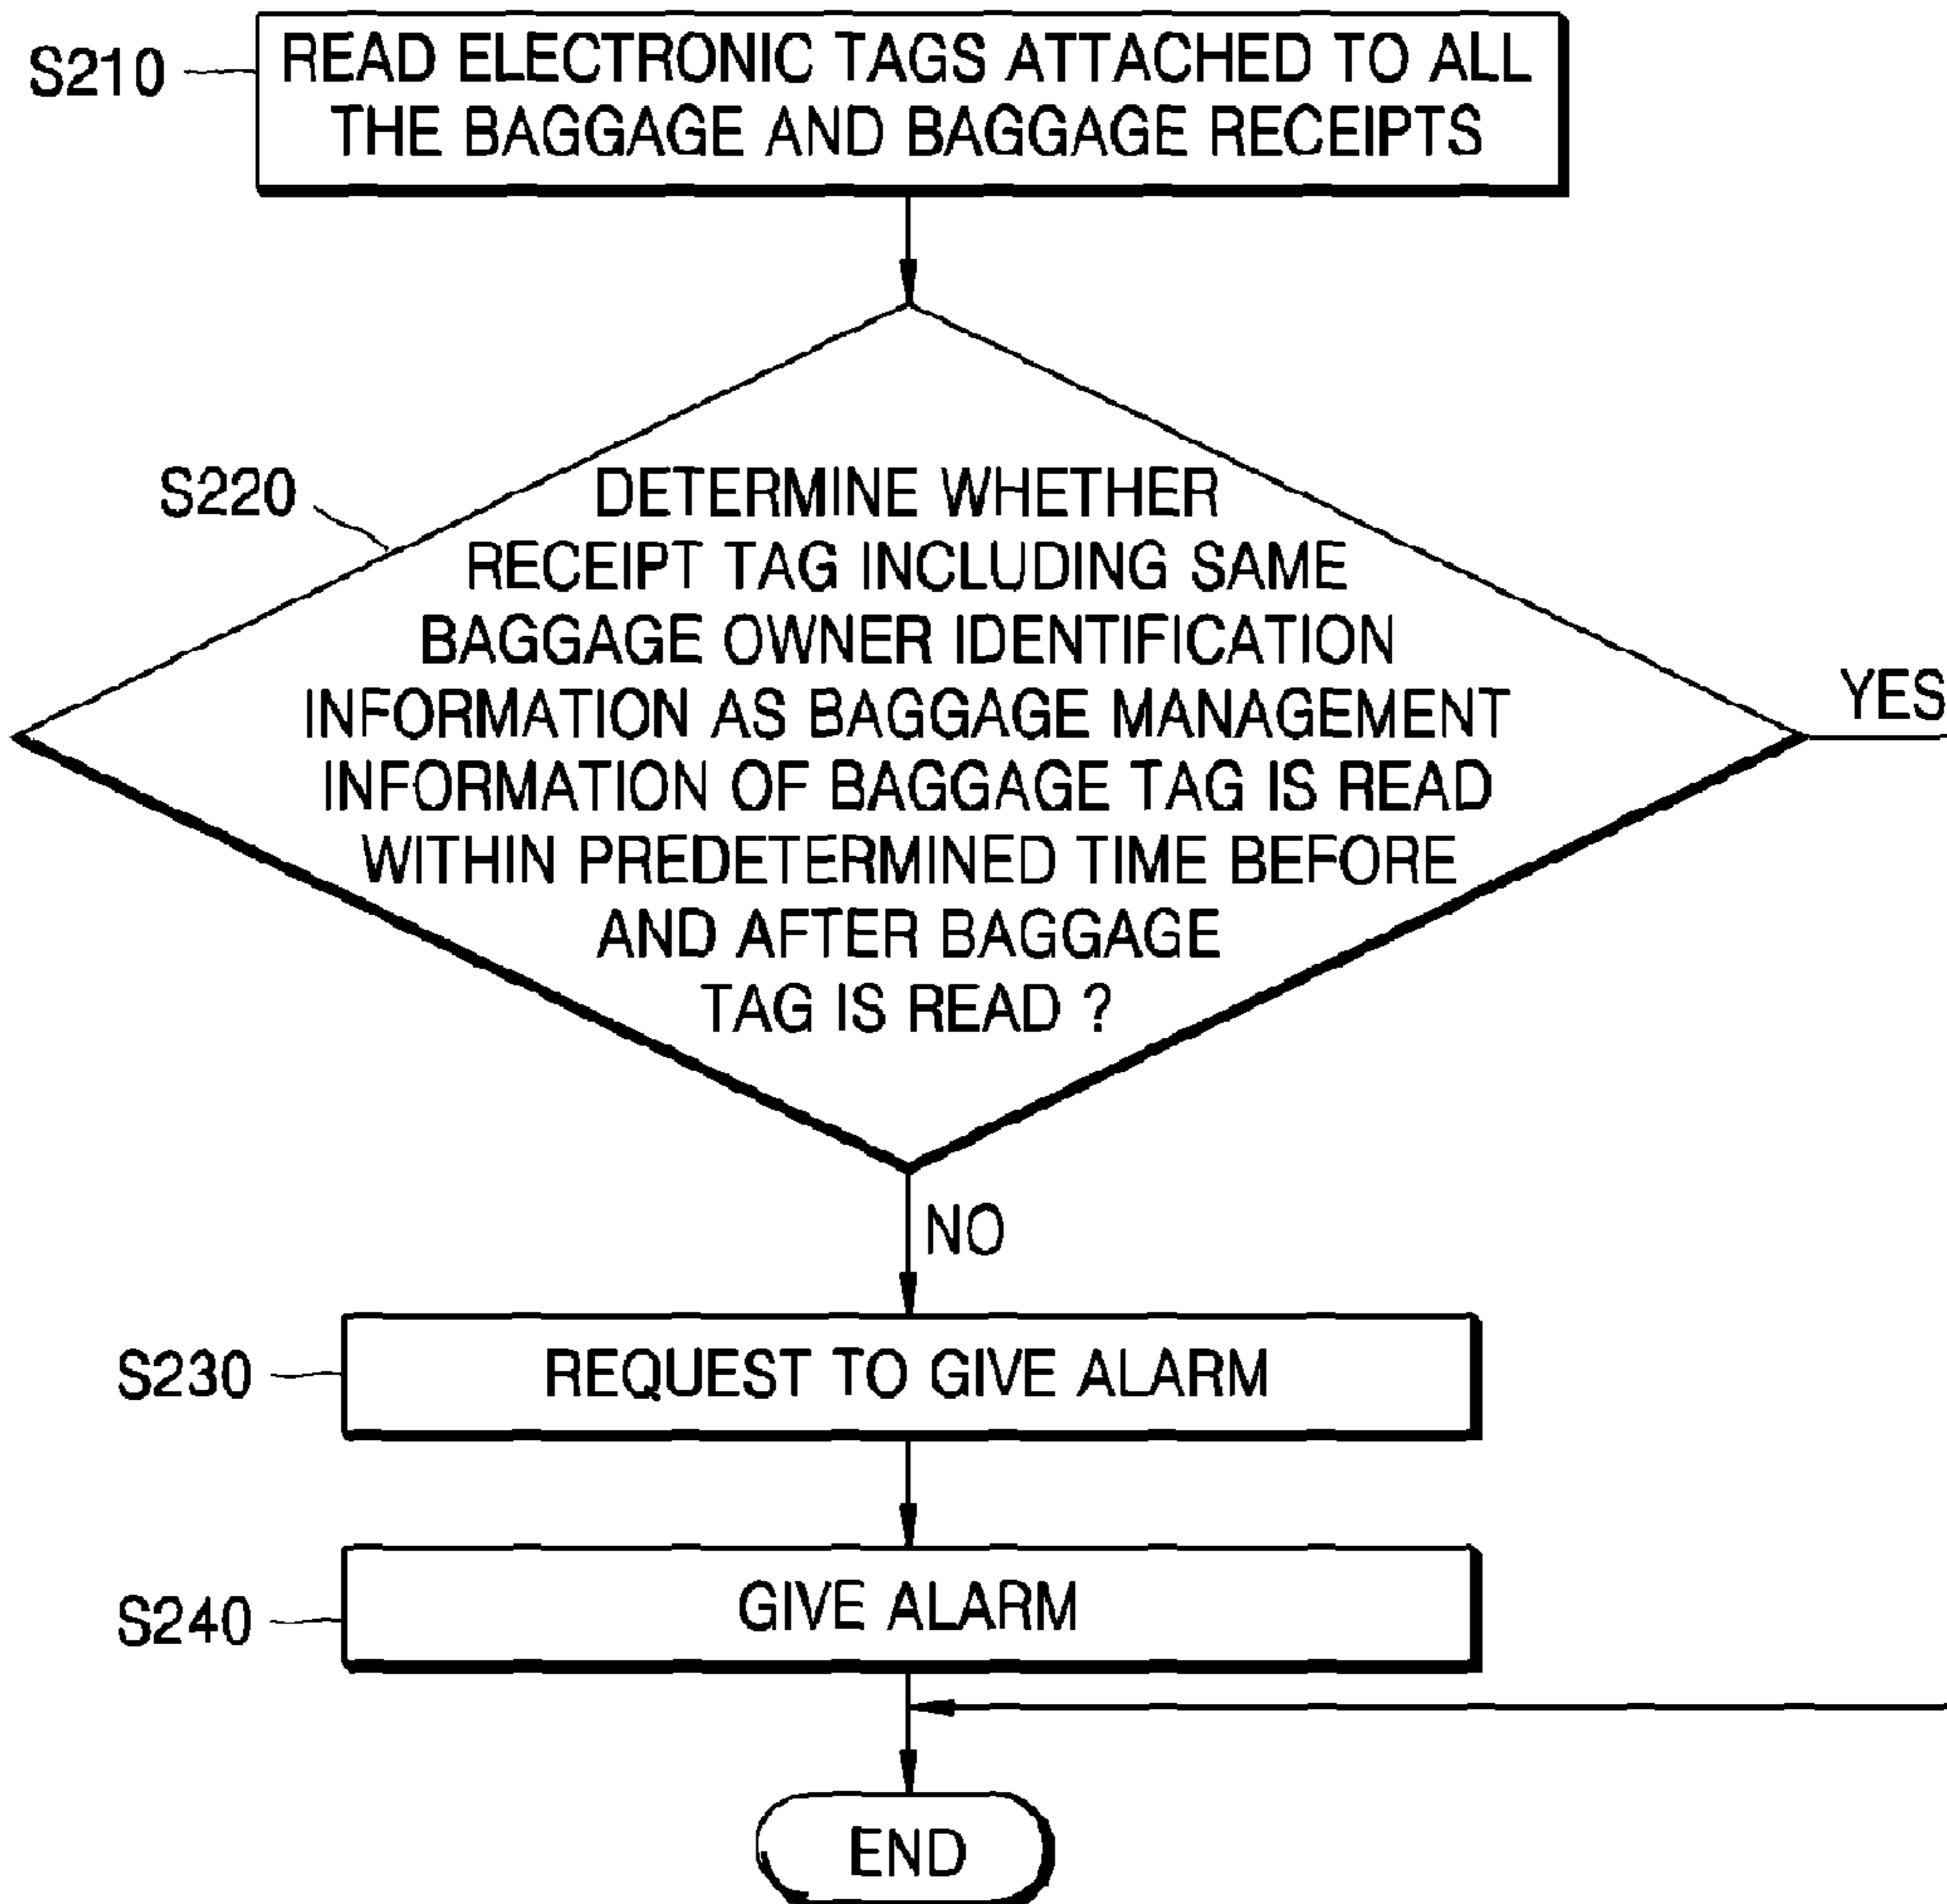 S210
READ ELECTRONIC TAGS ATTACHED TO ALL
THE BAGGAGE AND BAGGAGE RECEIPTS
S220
DETERMINE WHETHER
RECEIPT TAG INCLUDING SAME
BAGGAGE OWNER IDENTIFICATION
INFORMATION AS BAGGAGE MANAGEMENT
INFORMATION OF BAGGAGE TAG IS READ
WITHIN PREDETERMINED TIME BEFORE
AND AFTER BAGGAGE
TAG IS READ ?
YES
NO
S230
REQUEST TO GIVE ALARM
S240
GIVE ALARM
END